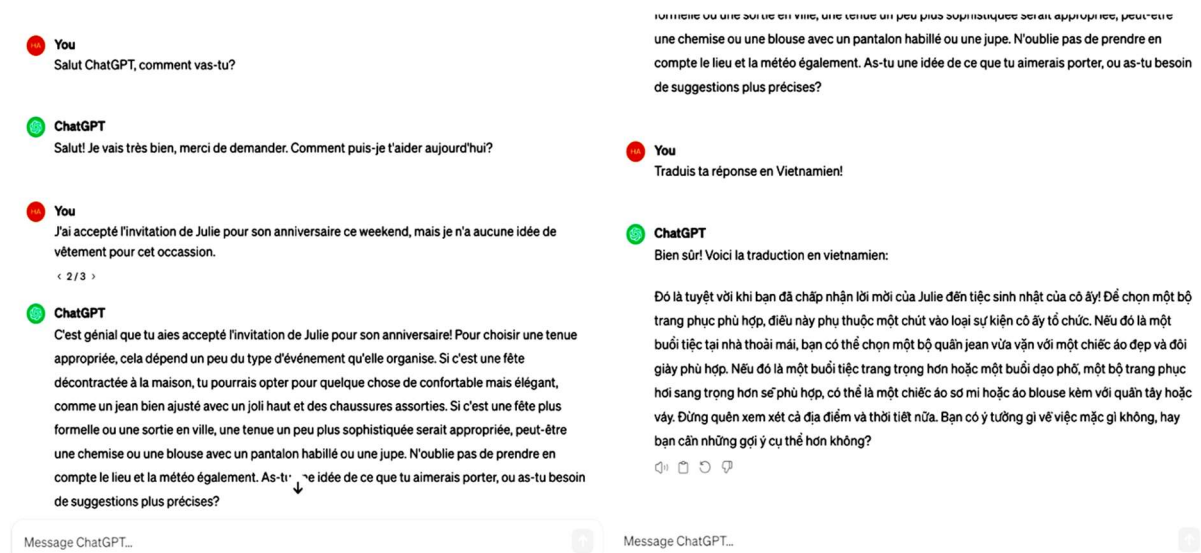 HA You
Salut ChatGPT, comment vas-tu?
ChatGPT
Salut! Je vais très bien, merci de demander. Comment puis-je t'aider aujourd'hui?
HA You
J'ai accepté l'invitation de Julie pour son anniversaire ce weekend, mais je n'a aucune idée de
vêtement pour cet occassion.
< 2/3 >
ChatGPT
C'est génial que tu aies accepté l'invitation de Julie pour son anniversaire! Pour choisir une tenue
appropriée, cela dépend un peu du type d'événement qu'elle organise. Si c'est une fête
décontractée à la maison, tu pourrais opter pour quelque chose de confortable mais élégant,
comme un jean bien ajusté avec un joli haut et des chaussures assorties. Si c'est une fête plus
formelle ou une sortie en ville, une tenue un peu plus sophistiquée serait appropriée, peut-être
une chemise ou une blouse avec un pantalon habillé ou une jupe. N'oublie pas de prendre en
compte le lieu et la météo également. idée de ce que tu aimerais porter, ou as-tu besoin
de suggestions plus précises?
Message ChatGPT...
formelle ou une sortie en ville, une tenue un peu plus sophistiquée serait appropriée, peut-être
une chemise ou une blouse avec un pantalon habillé ou une jupe. N'oublie pas de prendre en
compte le lieu et la météo également. As-tu une idée de ce que tu aimerais porter, ou as-tu besoin
de suggestions plus précises?
HA You
Traduis ta réponse en Vietnamien!
ChatGPT
Bien sûr! Voici la traduction en vietnamien:
Đó là tuyệt vời khi bạn đã chấp nhận lời mời của Julie đến tiệc sinh nhật của cô ấy! Để chọn một bộ
trang phục phù hợp, điều này phụ thuộc một chút vào loại sự kiện cô ấy tổ chức. Nếu đó là một
buổi tiệc tại nhà thoải mái, bạn có thể chọn một bộ quần jean vừa vặn với một chiếc áo đẹp và đôi
giày phù hợp. Nếu đó là một buổi tiệc trang trọng hơn hoặc một buổi dạo phố, một bộ trang phục
hơi sang trọng hơn sẽ phù hợp, có thể là một chiếc áo sơ mi hoặc áo blouse kèm với quần tây hoặc
váy. Đừng quên xem xét cả địa điểm và thời tiết nữa. Bạn có ý tưởng gì về việc mặc gì không, hay
bạn cần những gợi ý cụ thể hơn không?
Message ChatGPT...